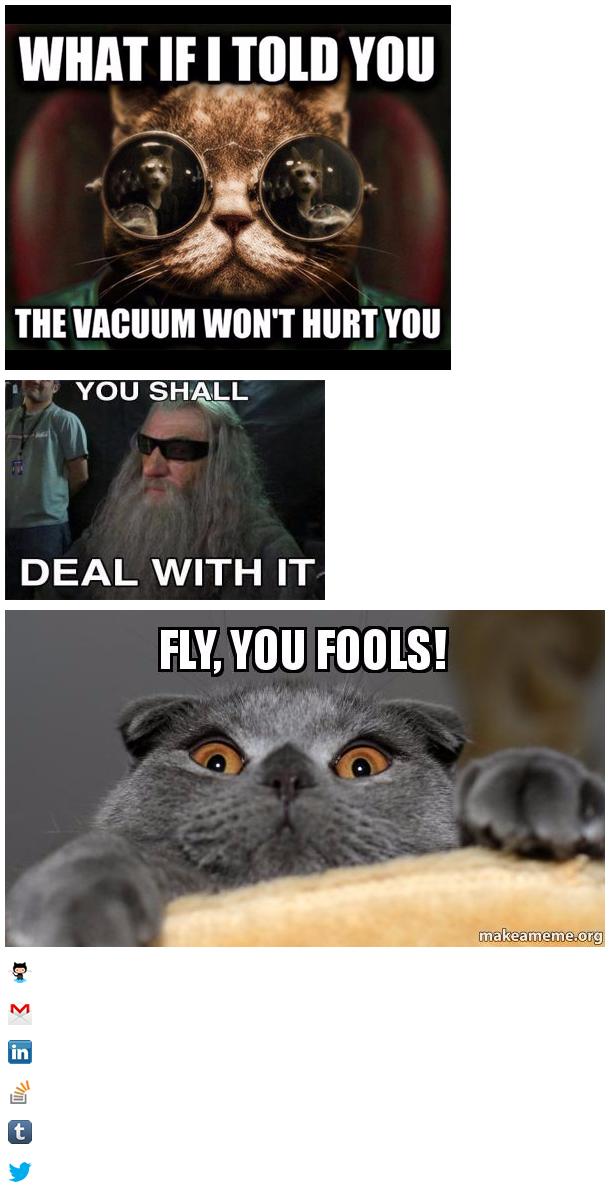 WHAT IF I TOLD YOU
THE VACUUM WON'T HURT YOU
YOU SHALL
DEAL WITH IT
FLY, YOU FOOLS!
makeameme.org
in
t